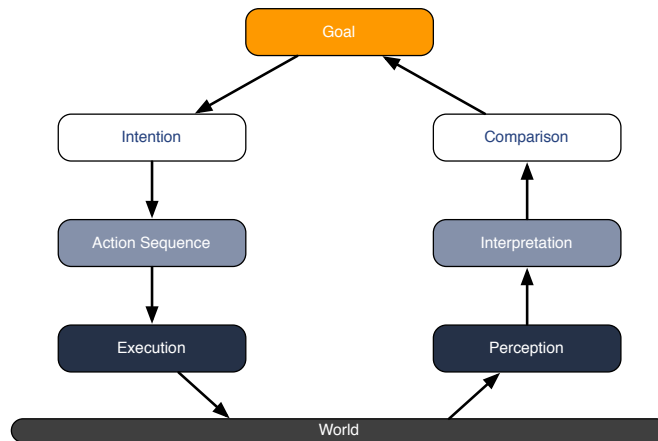 Goal
Intention
Comparison
Action Sequence
Interpretation
Execution
Perception
World